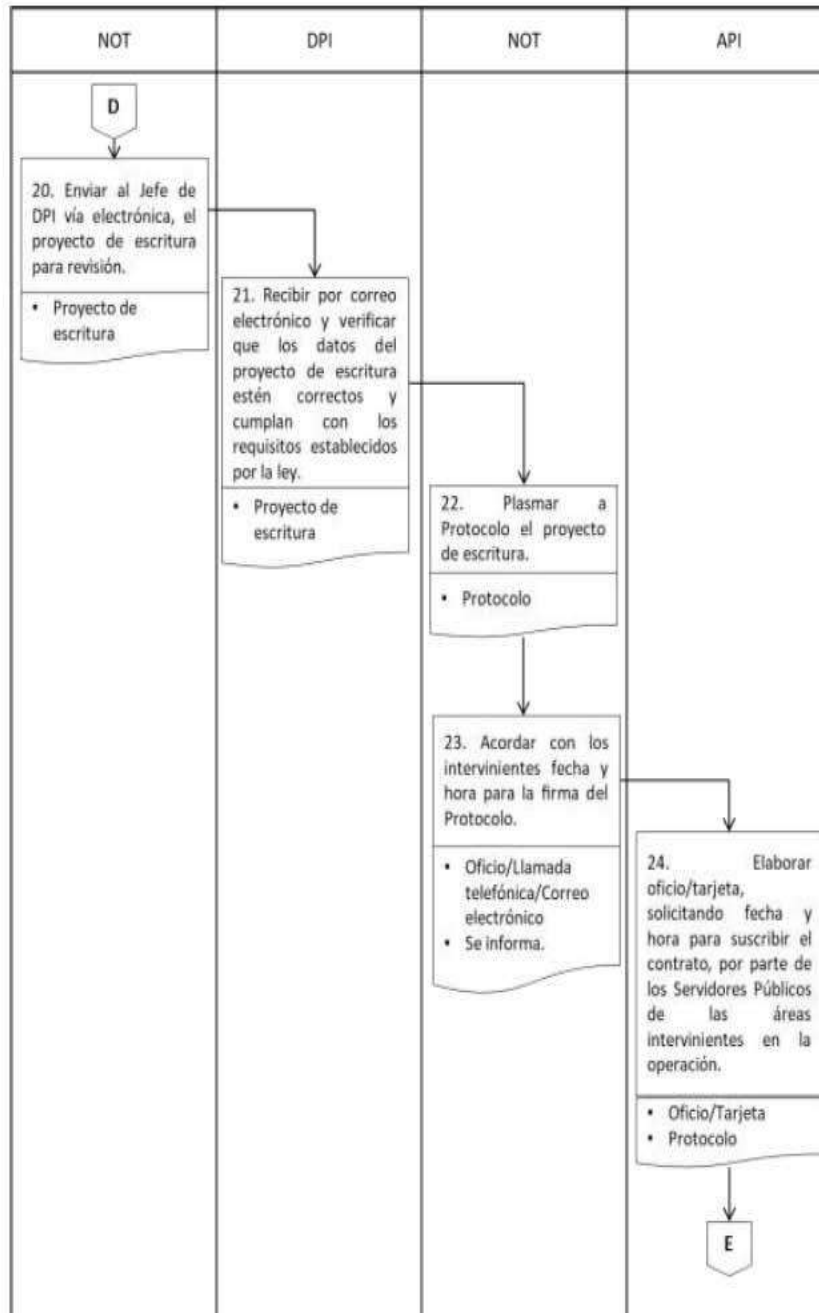 NOT
DPI
NOT
API
D
20. Enviar al Jefe de
DPI vía electrónica, el
proyecto de escritura
para revisión.
• Proyecto de
escritura
21. Recibir por correo
electrónico y verificar
que los datos del
proyecto de escritura
estén correctos y
cumplan con los
requisitos establecidos
por la ley.
• Proyecto de
escritura
22. Plasmar a
Protocolo el proyecto
de escritura.
• Protocolo
23. Acordar con los
intervinientes fecha y
hora para la firma del
Protocolo.
• Oficio/Llamada
telefónica/Correo
electrónico
• Se informa.
24. Elaborar
oficio/tarjeta,
solicitando fecha y
hora para suscribir el
contrato, por parte de
los Servidores Públicos
de las áreas
intervinientes en la
operación.
• Oficio/Tarjeta
• Protocolo
E